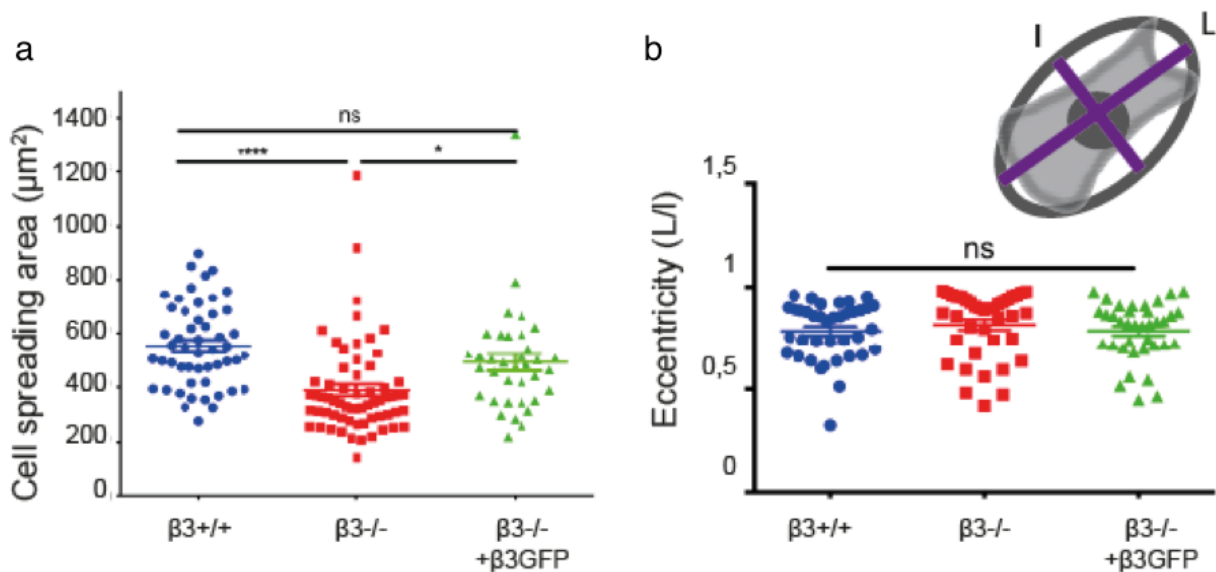 a
Cell spreading area (µm²)
1400
1200
1000
800
600
400
200
0
ns
****
*
β3+/+
β3-/-
β3-/-
+β3GFP
b
l
L
Eccentricity (L/l)
1,5
1
0,5
0
ns
β3+/+
β3-/-
β3-/-
+β3GFP